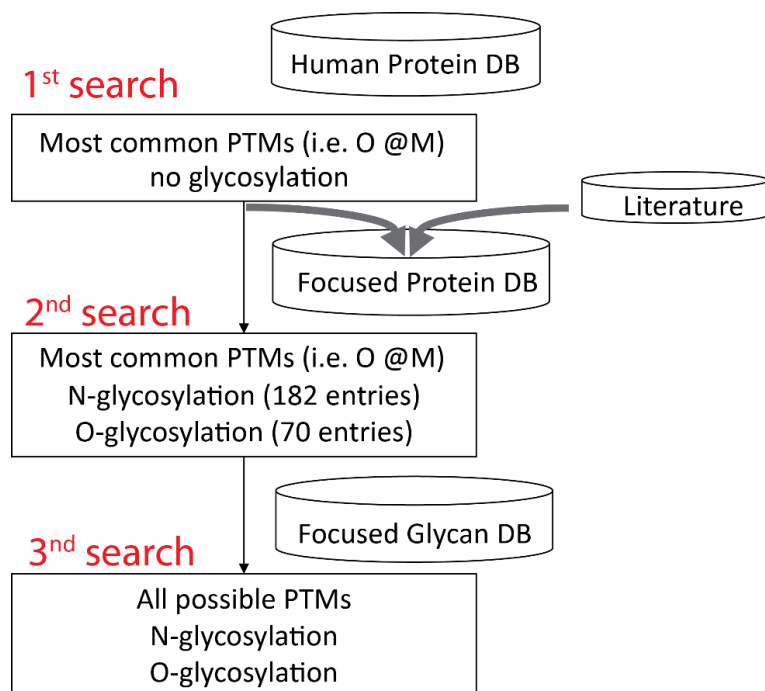 Human Protein DB
1st search
Most common PTMs (i.e. O @M)
no glycosylation
Literature
Focused Protein DB
2nd search
Most common PTMs (i.e. O @M)
N-glycosylation (182 entries)
O-glycosylation (70 entries)
Focused Glycan DB
3nd search
All possible PTMs
N-glycosylation
O-glycosylation